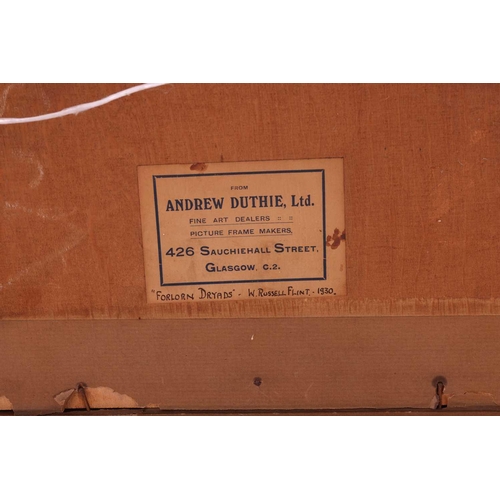 FROM
ANDREW DUTHIE, Ltd.
FINE ART DEALERS :: ::
PICTURE FRAME MAKERS,
426 SAUCHIEHALL STREET,
GLASGOW, C.2.
"FORLORN DRYADS" - W. RUSSELL FLINT. - 1930.